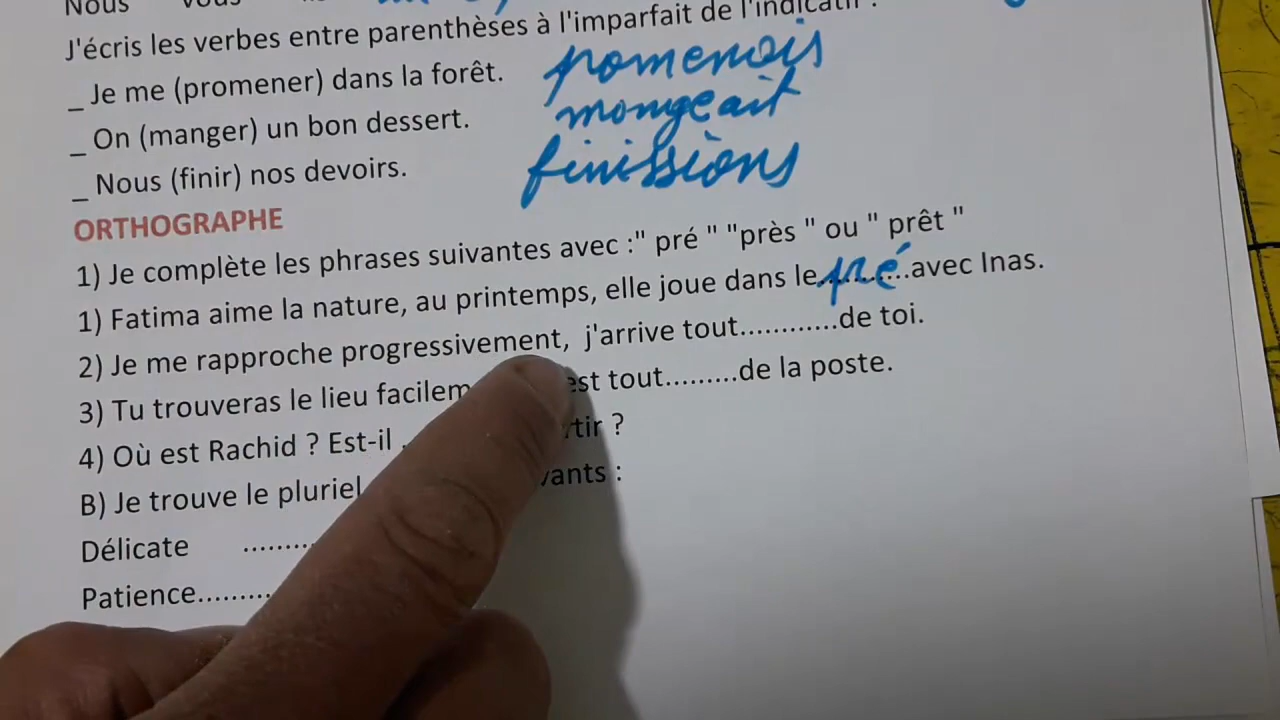 Nous vous
J'écris les verbes entre parenthèses à l'imparfait de l'indicatif :
_ Je me (promener) dans la forêt. pomenois
_ On (manger) un bon dessert. mongeait
_ Nous (finir) nos devoirs. finissions
ORTHOGRAPHE
1) Je complète les phrases suivantes avec :" pré " "près " ou " prêt "
1) Fatima aime la nature, au printemps, elle joue dans le pré avec Inas.
2) Je me rapproche progressivement, j'arrive tout............de toi.
3) Tu trouveras le lieu est tout.........de la poste.
4) Où est Rachid ? Est-il ?
B) Je trouve le pluriel :
Délicate .........
Patience.........